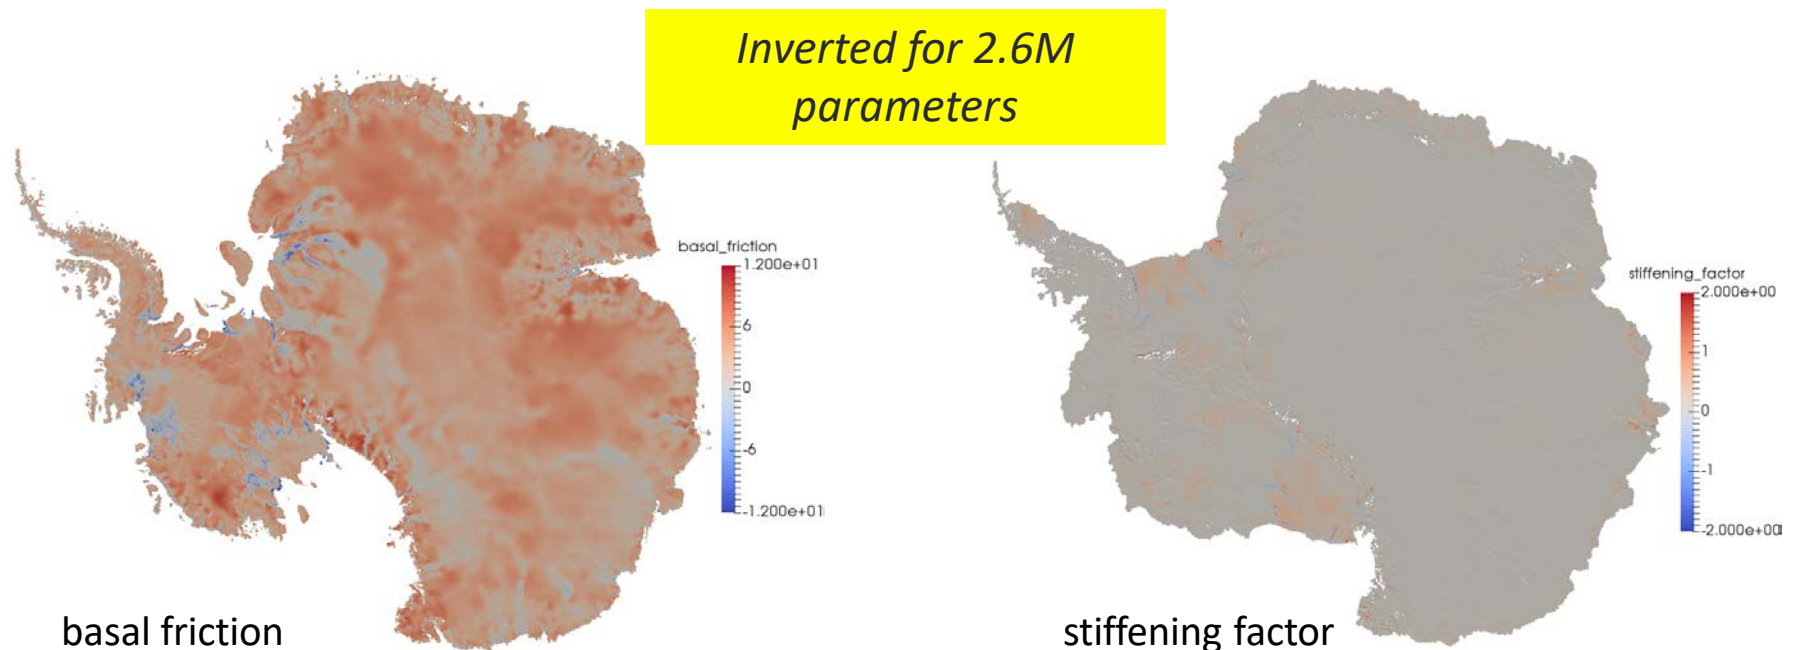 Inverted for 2.6M
parameters
basal_friction
1.200e+01
6
0
-6
-1.200e+01
basal friction
stiffening_factor
2.000e+00
1
0
-1
-2.000e+00
stiffening factor